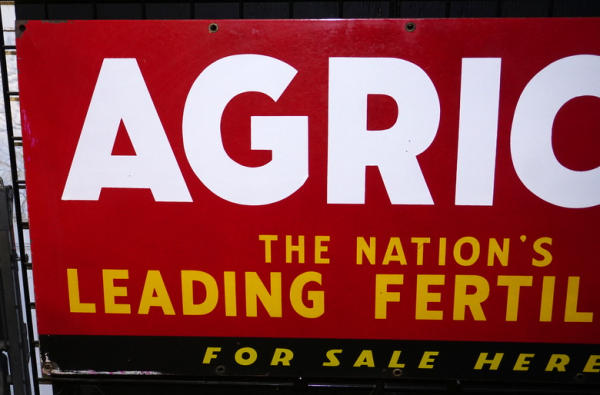 AGRIC
THE NATION'S
LEADING FERTIL
FOR SALE HERE